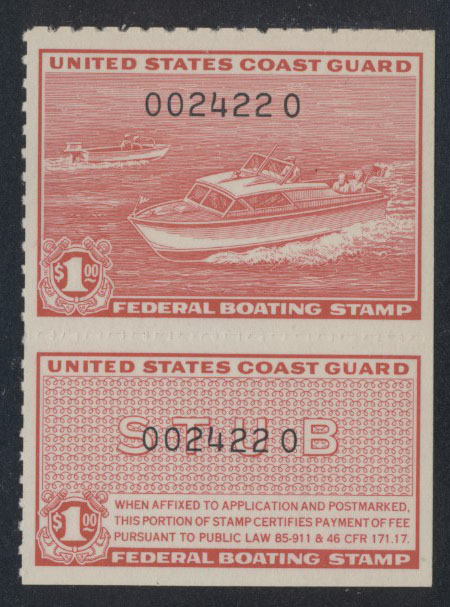 UNITED STATES COAST GUARD
0024220
$1.00
FEDERAL BOATING STAMP
UNITED STATES COAST GUARD
STUB
0024220
WHEN AFFIXED TO APPLICATION AND POSTMARKED,
THIS PORTION OF STAMP CERTIFIES PAYMENT OF FEE
PURSUANT TO PUBLIC LAW 85-911 & 46 CFR 171.17.
$1.00
FEDERAL BOATING STAMP